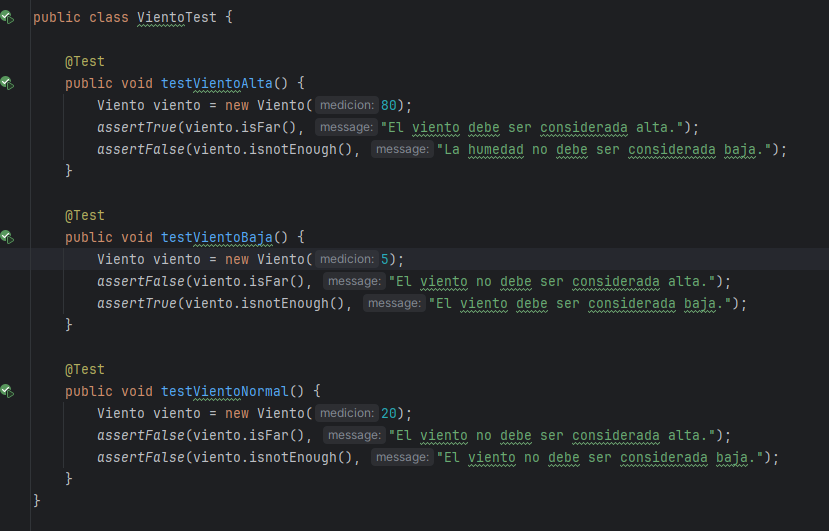 public class VientoTest {
@Test
public void testVientoAlta() {
Viento viento = new Viento( medicion: 80);
assertTrue(viento.isFar(), message: "El viento debe ser considerada alta.");
assertFalse(viento.isnotEnough(), message: "La humedad no debe ser considerada baja.");
}
@Test
public void testVientoBaja() {
Viento viento = new Viento( medicion: 5);
assertFalse(viento.isFar(), message: "El viento no debe ser considerada alta.");
assertTrue(viento.isnotEnough(), message: "El viento debe ser considerada baja.");
}
@Test
public void testVientoNormal() {
Viento viento = new Viento( medicion: 20);
assertFalse(viento.isFar(), message: "El viento no debe ser considerada alta.");
assertFalse(viento.isnotEnough(), message: "El viento no debe ser considerada baja.");
}
}